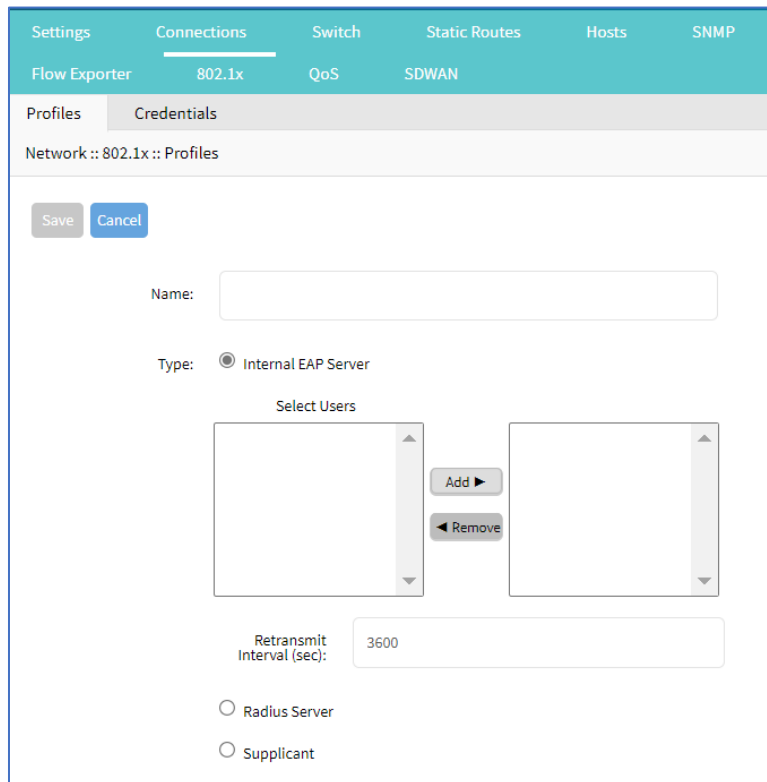 Settings Connections Switch Static Routes Hosts SNMP
Flow Exporter 802.1x QoS SDWAN
Profiles Credentials
Network :: 802.1x :: Profiles
Save Cancel
Name:
Type: Internal EAP Server
Select Users
Add ►
◄ Remove
Retransmit
Interval (sec): 3600
Radius Server
Supplicant